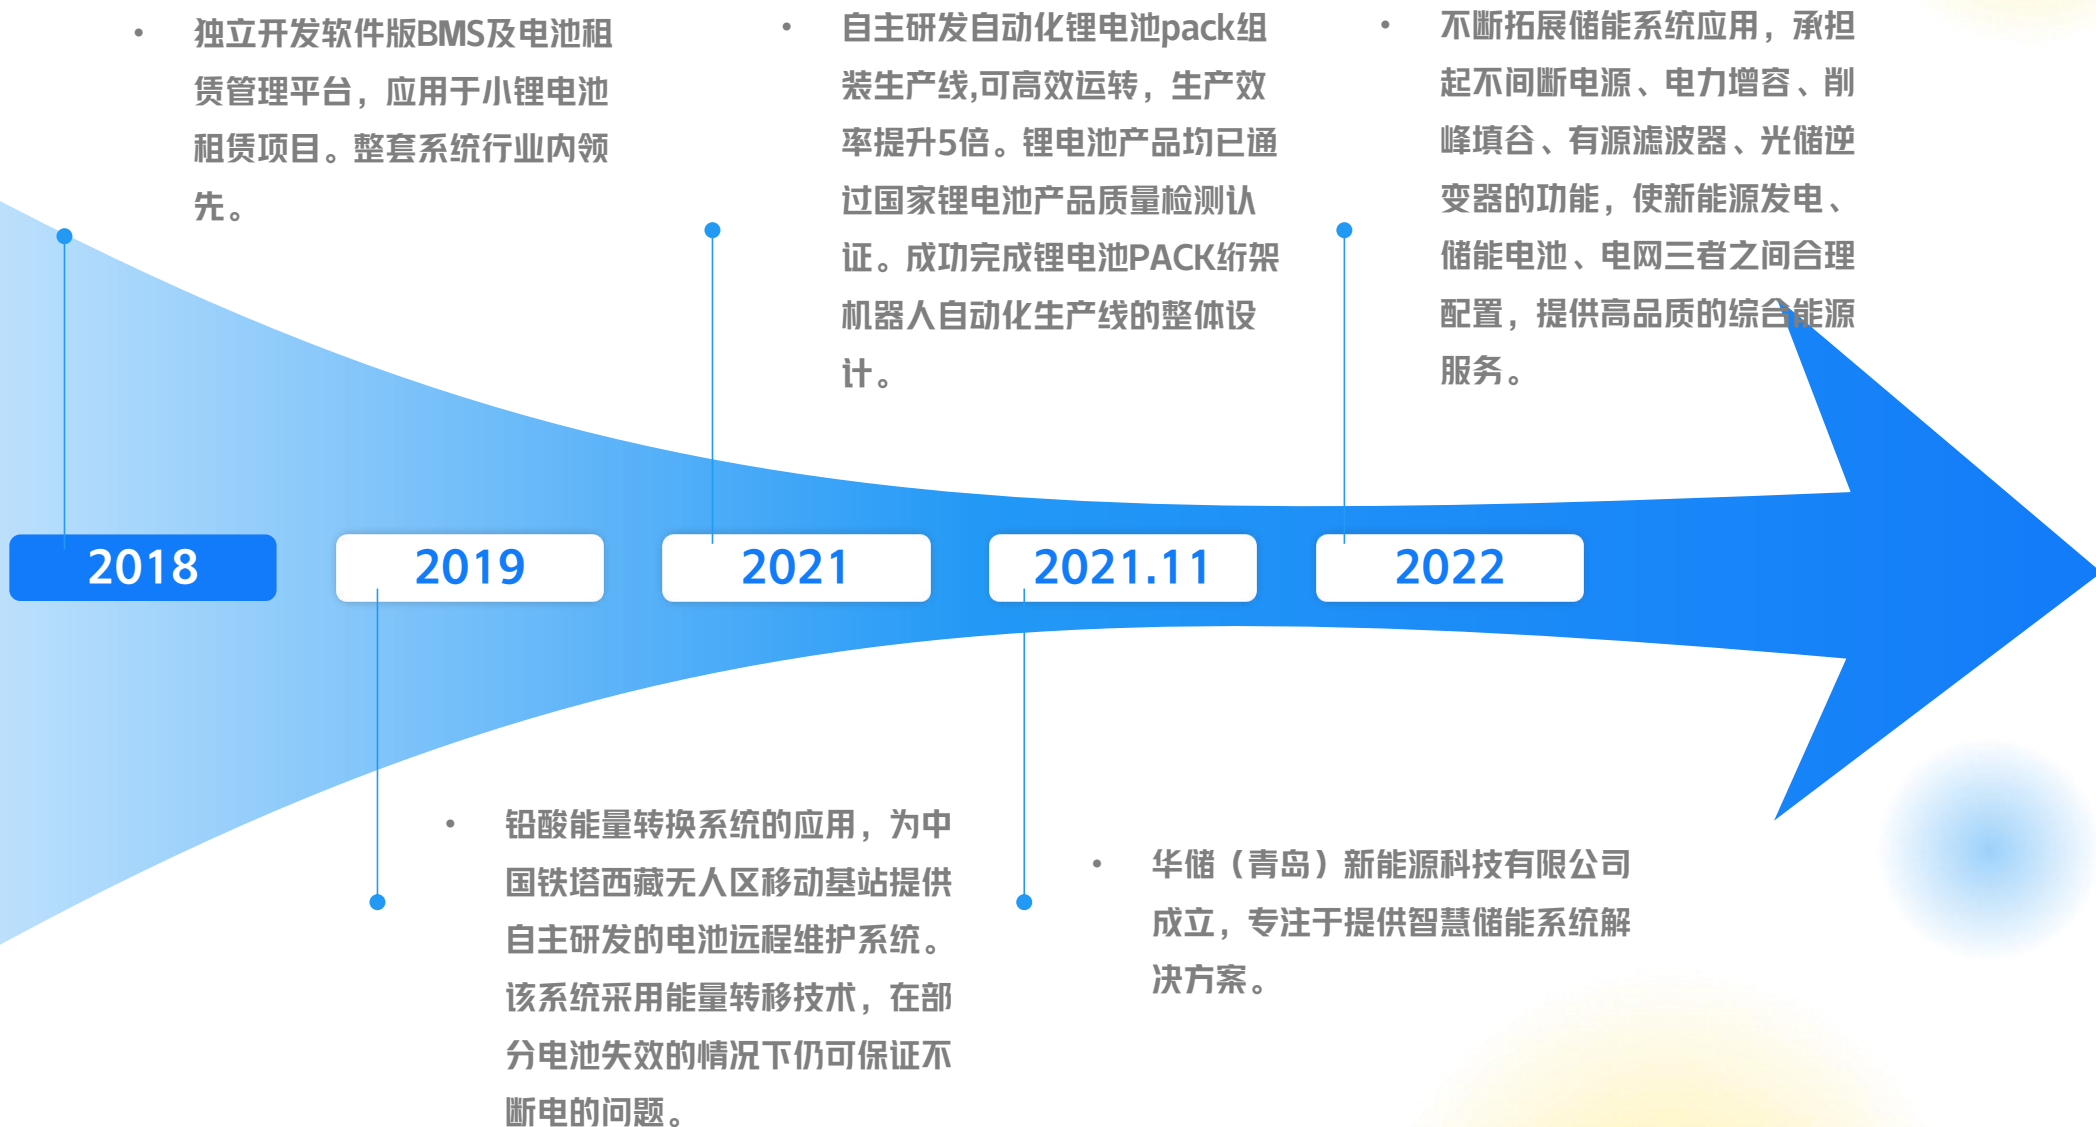 • 独立开发软件版BMS及电池租
赁管理平台，应用于小锂电池
租赁项目。整套系统行业内领
先。
• 自主研发自动化锂电池pack组
装生产线,可高效运转，生产效
率提升5倍。锂电池产品均已通
过国家锂电池产品质量检测认
证。成功完成锂电池PACK绗架
机器人自动化生产线的整体设
计。
• 不断拓展储能系统应用，承担
起不间断电源、电力增容、削
峰填谷、有源滤波器、光储逆
变器的功能，使新能源发电、
储能电池、电网三者之间合理
配置，提供高品质的综合能源
服务。
2018
2019
2021
2021.11
2022
• 铅酸能量转换系统的应用，为中
国铁塔西藏无人区移动基站提供
自主研发的电池远程维护系统。
该系统采用能量转移技术，在部
分电池失效的情况下仍可保证不
断电的问题。
• 华储（青岛）新能源科技有限公司
成立，专注于提供智慧储能系统解
决方案。